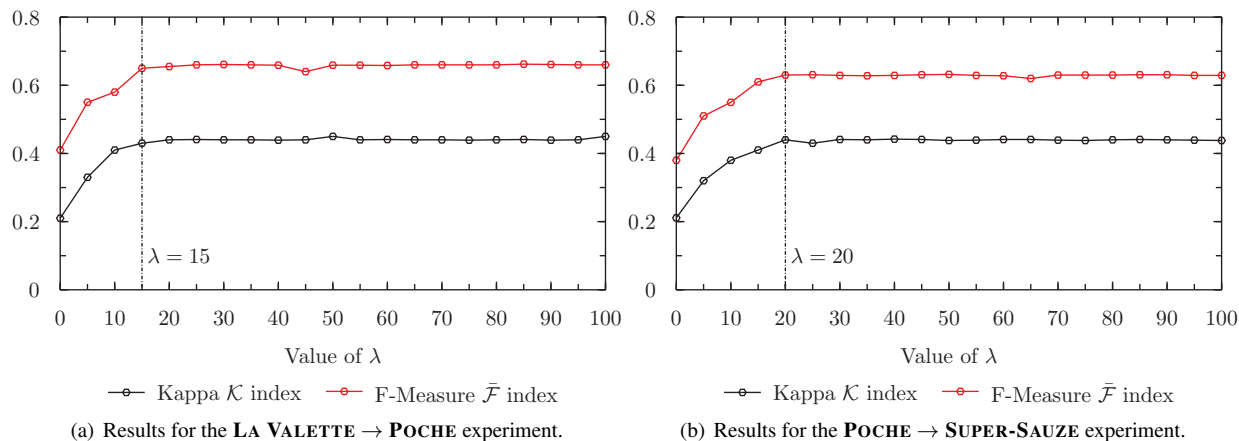 0.8
0.6
0.4
0.2
0
λ = 15
0 10 20 30 40 50 60 70 80 90 100
Value of λ
Kappa 𝒦 index F-Measure ℱ̄ index
(a) Results for the LA VALETTE → POCHE experiment.
0.8
0.6
0.4
0.2
0
λ = 20
0 10 20 30 40 50 60 70 80 90 100
Value of λ
Kappa 𝒦 index F-Measure ℱ̄ index
(b) Results for the POCHE → SUPER-SAUZE experiment.